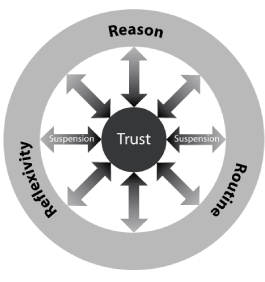 Reason
Suspension
Trust
Suspension
Reflexivity
Routine